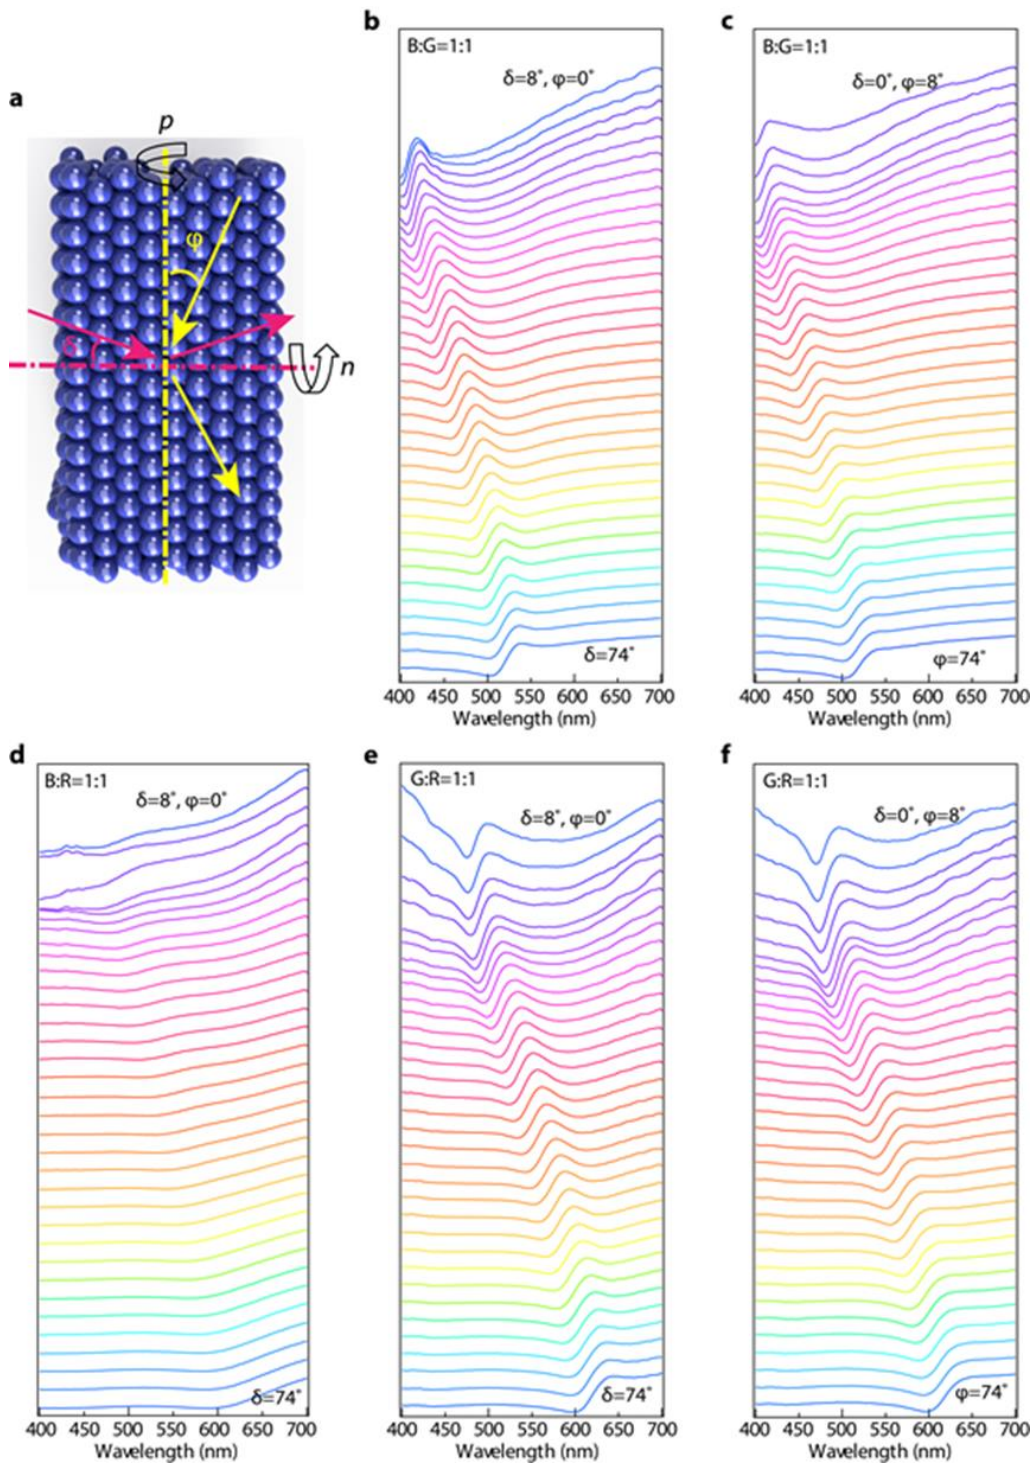 a
p
φ
δ
n
b
B:G=1:1
δ=8˚, φ=0˚
δ=74˚
400 450 500 550 600 650 700
Wavelength (nm)
c
B:G=1:1
δ=0˚, φ=8˚
φ=74˚
400 450 500 550 600 650 700
Wavelength (nm)
d
B:R=1:1
δ=8˚, φ=0˚
δ=74˚
400 450 500 550 600 650 700
Wavelength (nm)
e
G:R=1:1
δ=8˚, φ=0˚
δ=74˚
400 450 500 550 600 650 700
Wavelength (nm)
f
G:R=1:1
δ=0˚, φ=8˚
φ=74˚
400 450 500 550 600 650 700
Wavelength (nm)